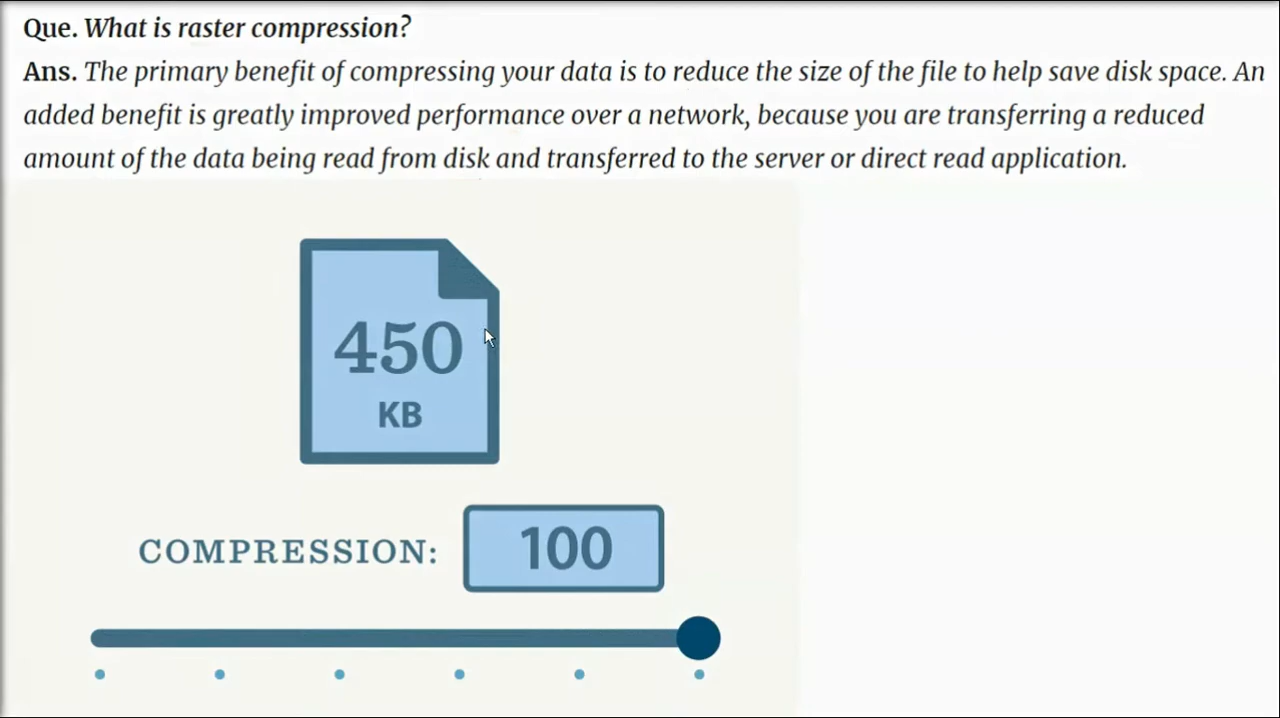 Que. What is raster compression?
Ans. The primary benefit of compressing your data is to reduce the size of the file to help save disk space. An
added benefit is greatly improved performance over a network, because you are transferring a reduced
amount of the data being read from disk and transferred to the server or direct read application.
450
KB
COMPRESSION: 100